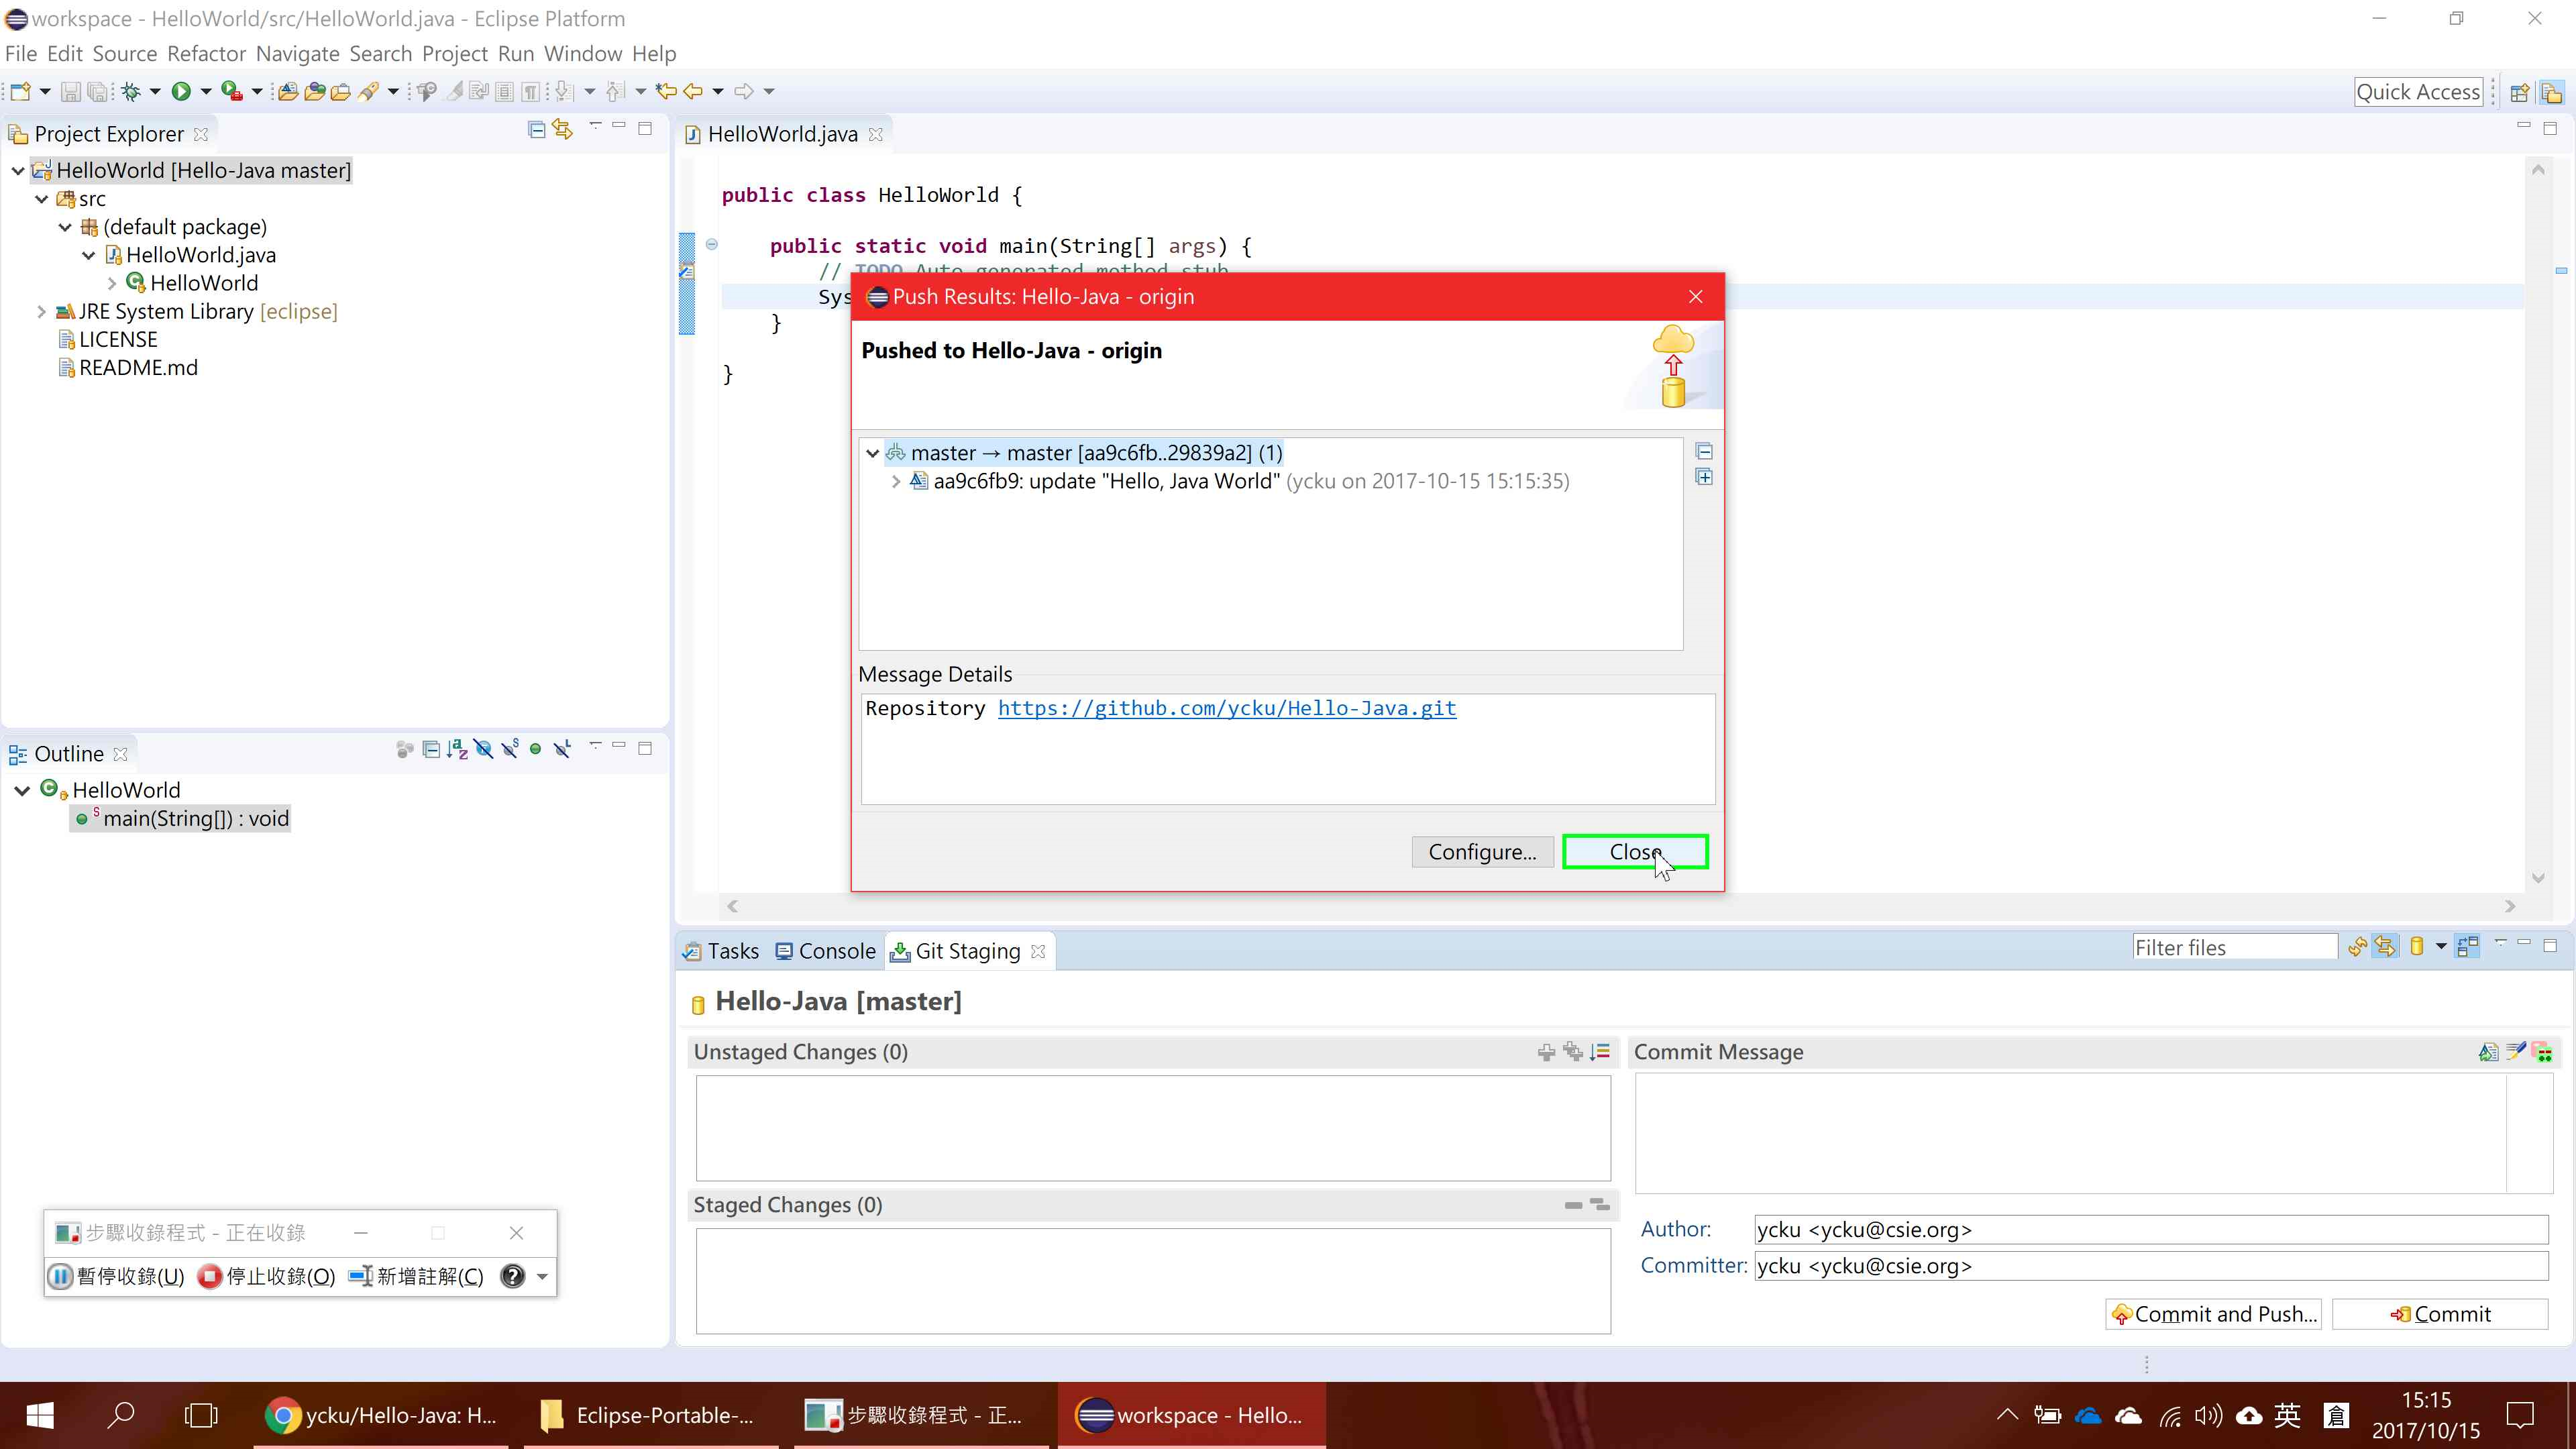 workspace - HelloWorld/src/HelloWorld.java - Eclipse Platform
File Edit Source Refactor Navigate Search Project Run Window Help
Quick Access
Project Explorer
HelloWorld [Hello-Java master]
src
(default package)
HelloWorld.java
HelloWorld
JRE System Library [eclipse]
LICENSE
README.md
HelloWorld.java
public class HelloWorld {
public static void main(String[] args) {
// TODO Auto-generated method stub
Sys
}
}
Push Results: Hello-Java - origin
Pushed to Hello-Java - origin
master → master [aa9c6fb..29839a2] (1)
aa9c6fb9: update "Hello, Java World" (ycku on 2017-10-15 15:15:35)
Message Details
Repository https://github.com/ycku/Hello-Java.git
Configure... Close
Outline
HelloWorld
main(String[]) : void
Tasks Console Git Staging
Filter files
Hello-Java [master]
Unstaged Changes (0)
Staged Changes (0)
Commit Message
Author: ycku <ycku@csie.org>
Committer: ycku <ycku@csie.org>
Commit and Push... Commit
步驟收錄程式 - 正在收錄
暫停收錄(U) 停止收錄(O) 新增註解(C)
ycku/Hello-Java: H... Eclipse-Portable-... 步驟收錄程式 - 正... workspace - Hello...
英 倉
15:15
2017/10/15